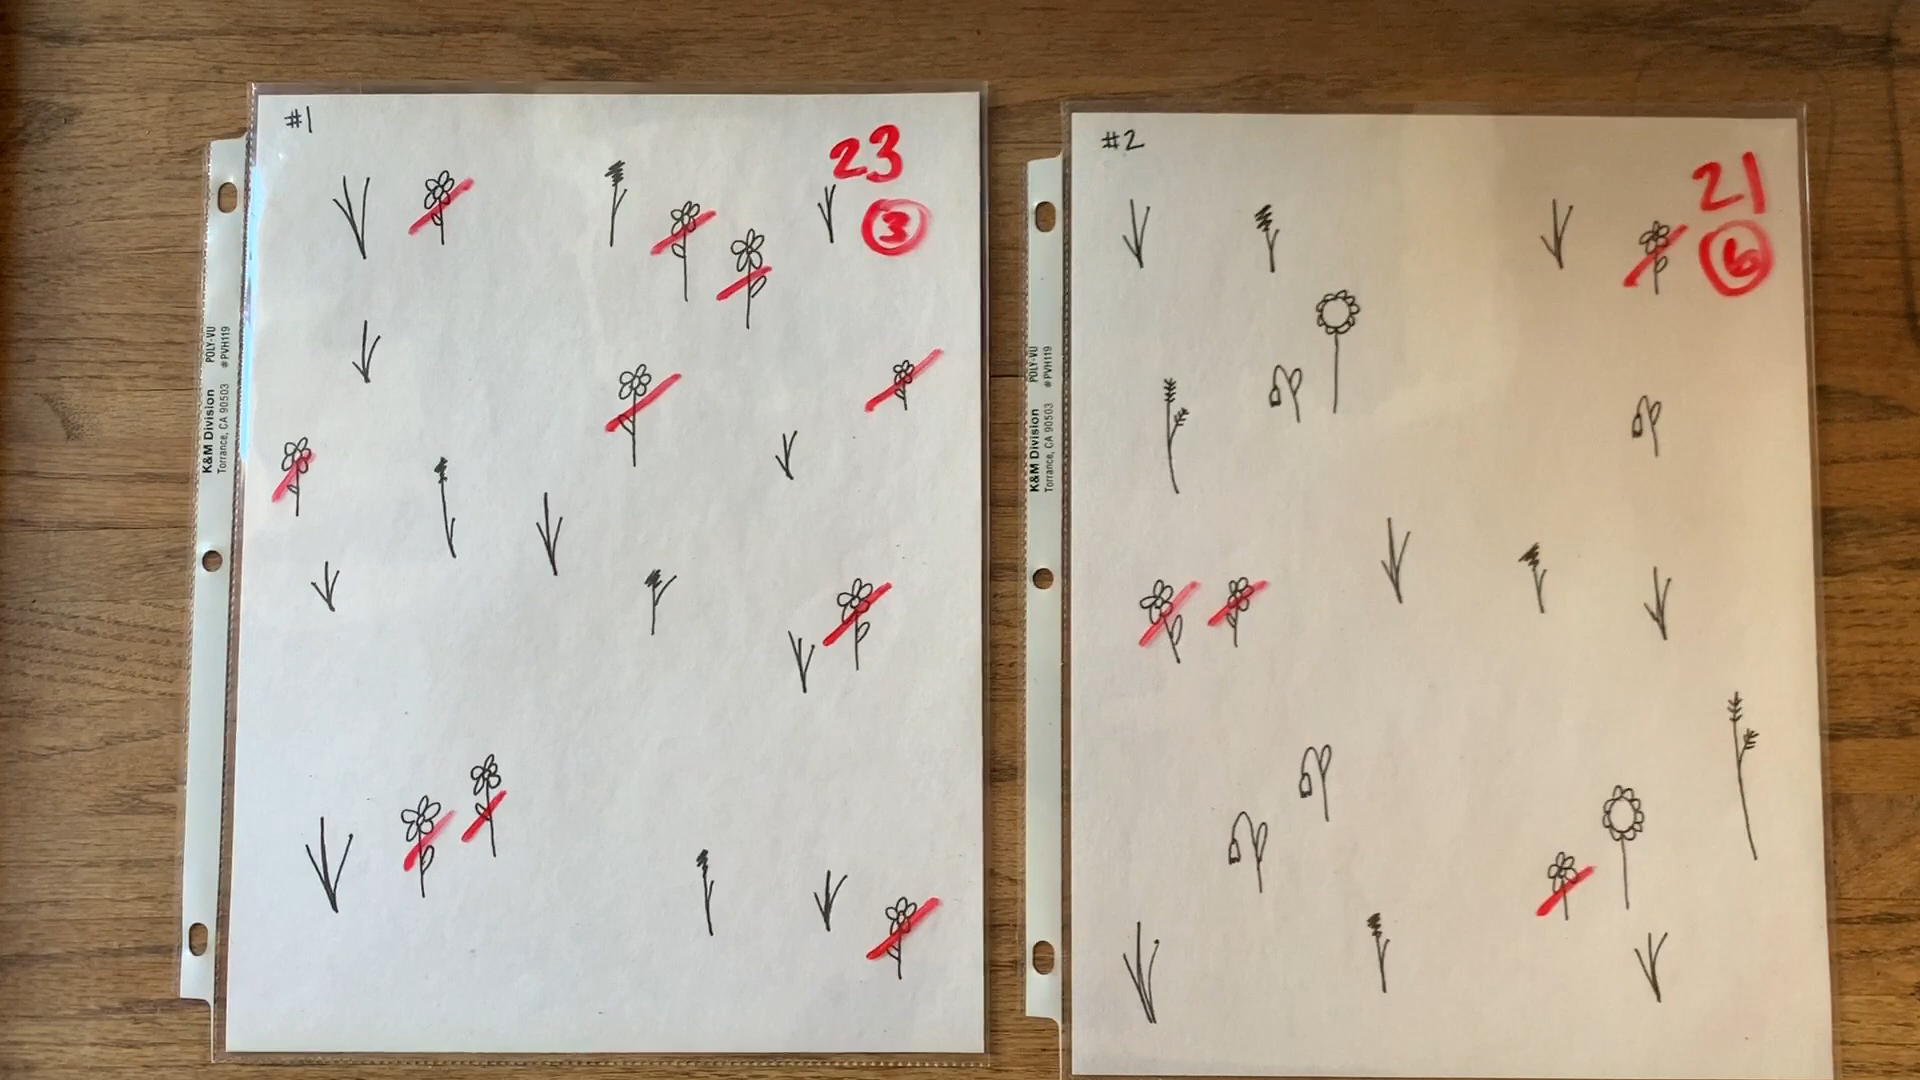 #1
23
3
K&M Division POLY-VU
Torrance, CA 90503 #PVH119
#2
21
6
K&M Division POLY-VU
Torrance, CA 90503 #PVH119